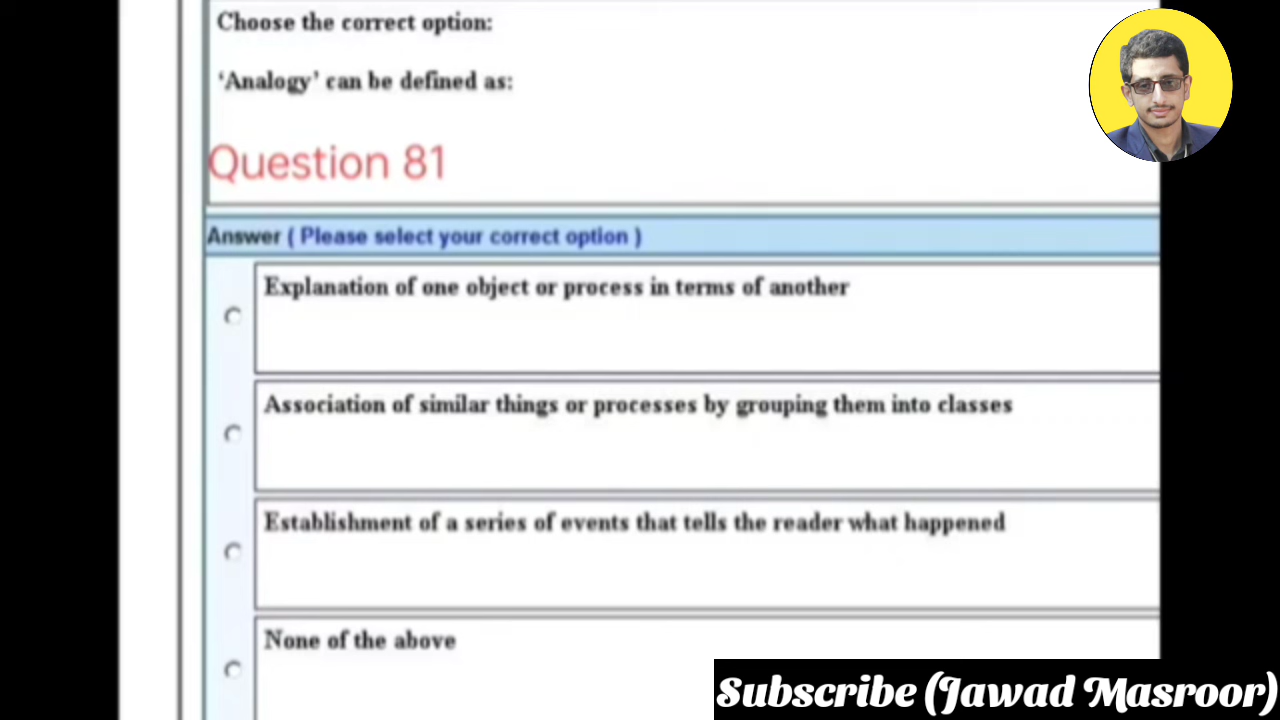 Choose the correct option:
‘Analogy’ can be defined as:
Question 81
Answer ( Please select your correct option )
Explanation of one object or process in terms of another
Association of similar things or processes by grouping them into classes
Establishment of a series of events that tells the reader what happened
None of the above
Subscribe (Jawad Masroor)